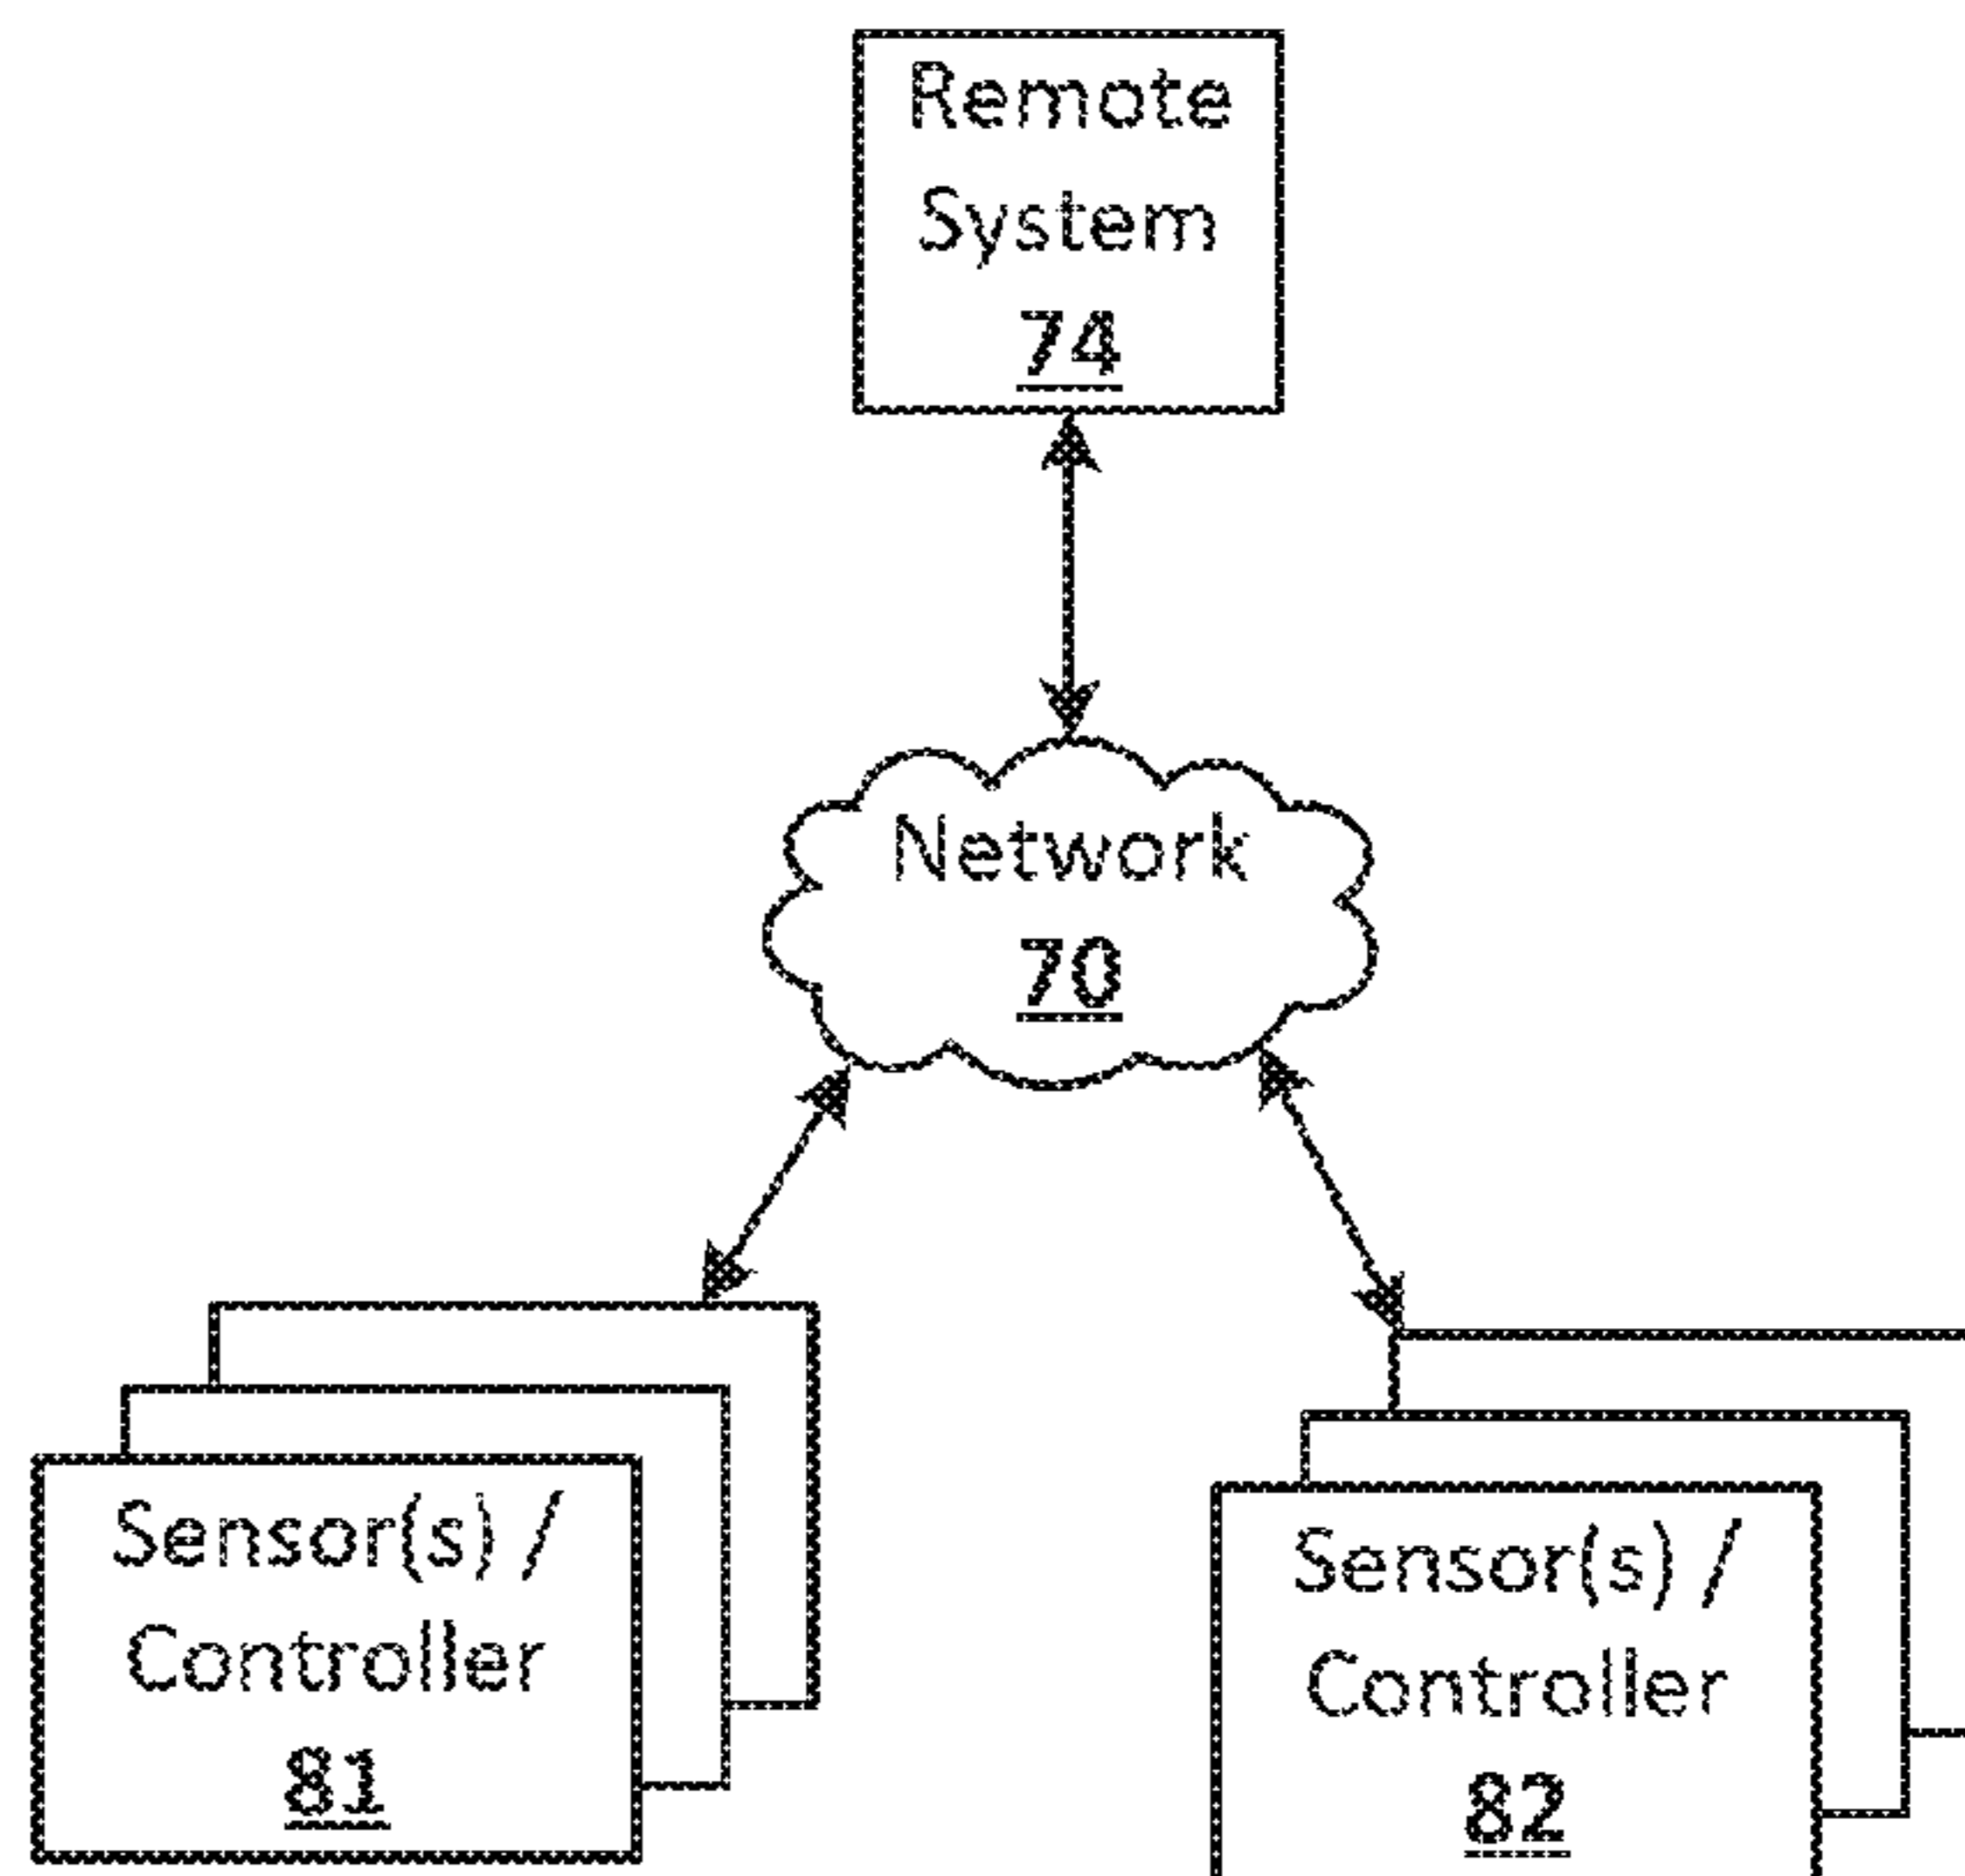 Remote
System
74
Network
70
Sensor(s) /
Controller
81
Sensor(s) /
Controller
82